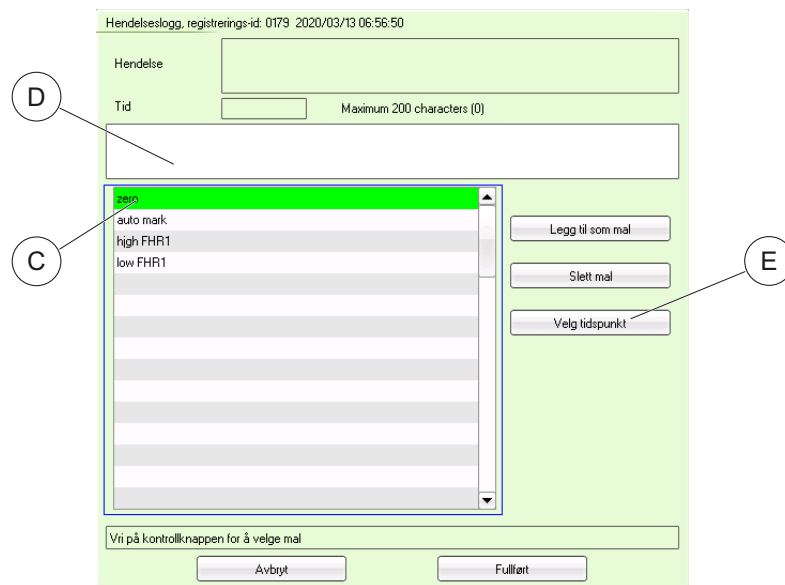 Hendelseslogg, registrerings-id: 0179 2020/03/13 06:56:50
Hendelse
D
Tid
Maximum 200 characters (0)
zero
auto mark
high FHR1
low FHR1
C
Legg til som mal
Slett mal
Velg tidspunkt
E
Vri på kontrollknappen for å velge mal
Avbryt
Fullført